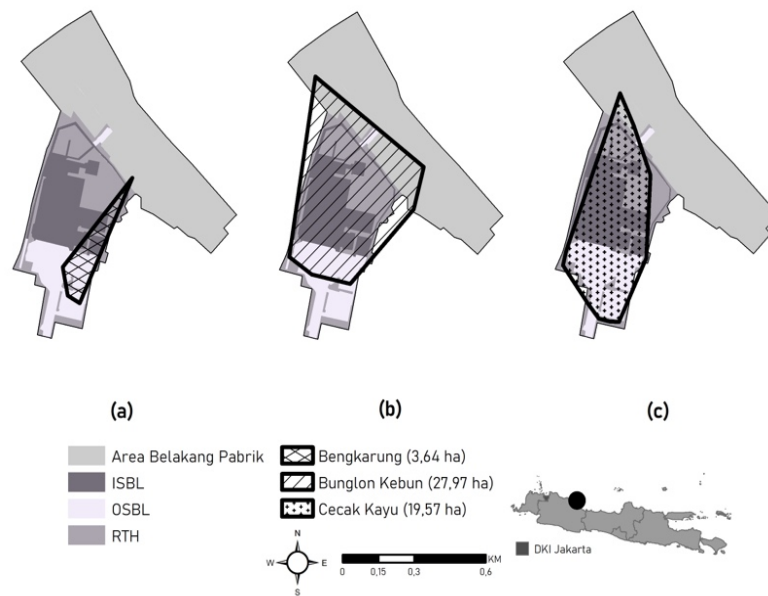 (a)
(b)
(c)
Area Belakang Pabrik
ISBL
OSBL
RTH
Bengkarung (3,64 ha)
Bunglon Kebun (27,97 ha)
Cecak Kayu (19,57 ha)
N
W E
S
KM
0 0,15 0,3 0,6
DKI Jakarta